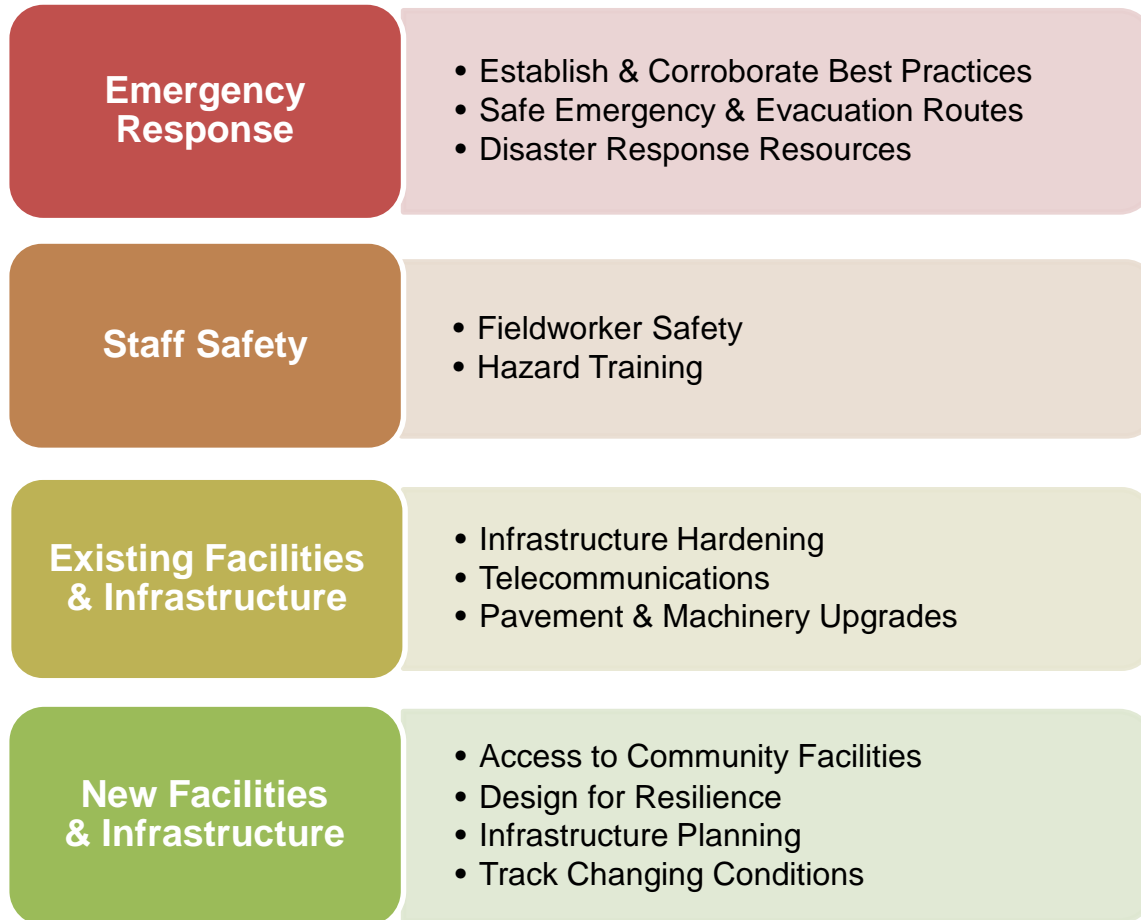 Emergency
Response
• Establish & Corroborate Best Practices
• Safe Emergency & Evacuation Routes
• Disaster Response Resources
Staff Safety
• Fieldworker Safety
• Hazard Training
Existing Facilities
& Infrastructure
• Infrastructure Hardening
• Telecommunications
• Pavement & Machinery Upgrades
New Facilities
& Infrastructure
• Access to Community Facilities
• Design for Resilience
• Infrastructure Planning
• Track Changing Conditions